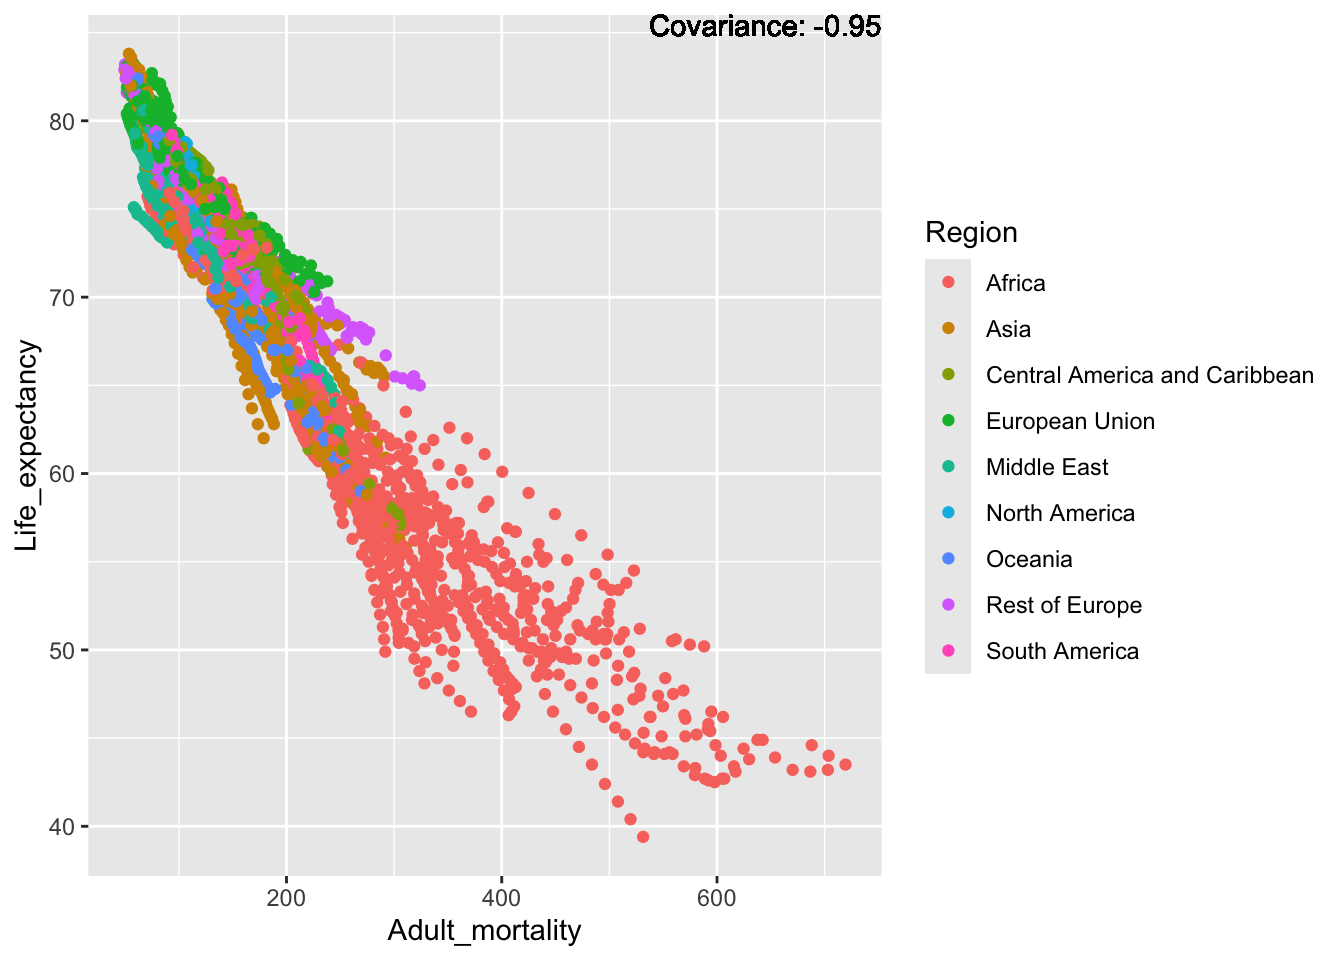 Covariance: -0.95
80
70
60
50
40
Life_expectancy
200
400
600
Adult_mortality
Region
Africa
Asia
Central America and Caribbean
European Union
Middle East
North America
Oceania
Rest of Europe
South America